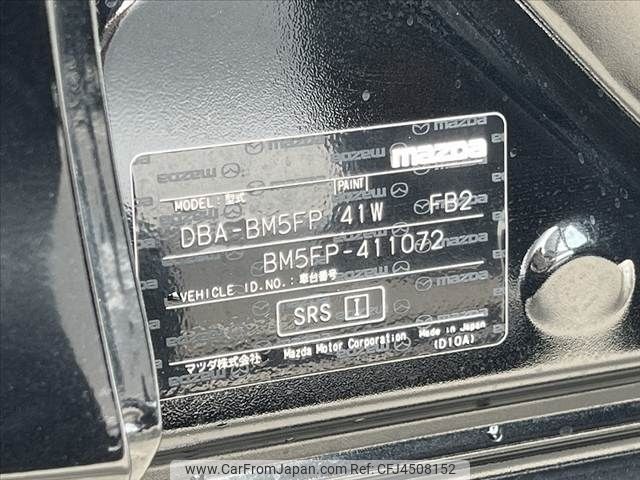 mazda
MODEL: 型式 PAINT
DBA-BM5FP 41W FB2
BM5FP-411072
VEHICLE ID.NO.: 車台番号
SRS I
マツダ株式会社 Mazda Motor Corporation Made in Japan
(D10A)
www.CarFromJapan.com | Ref No. CFJ4508152